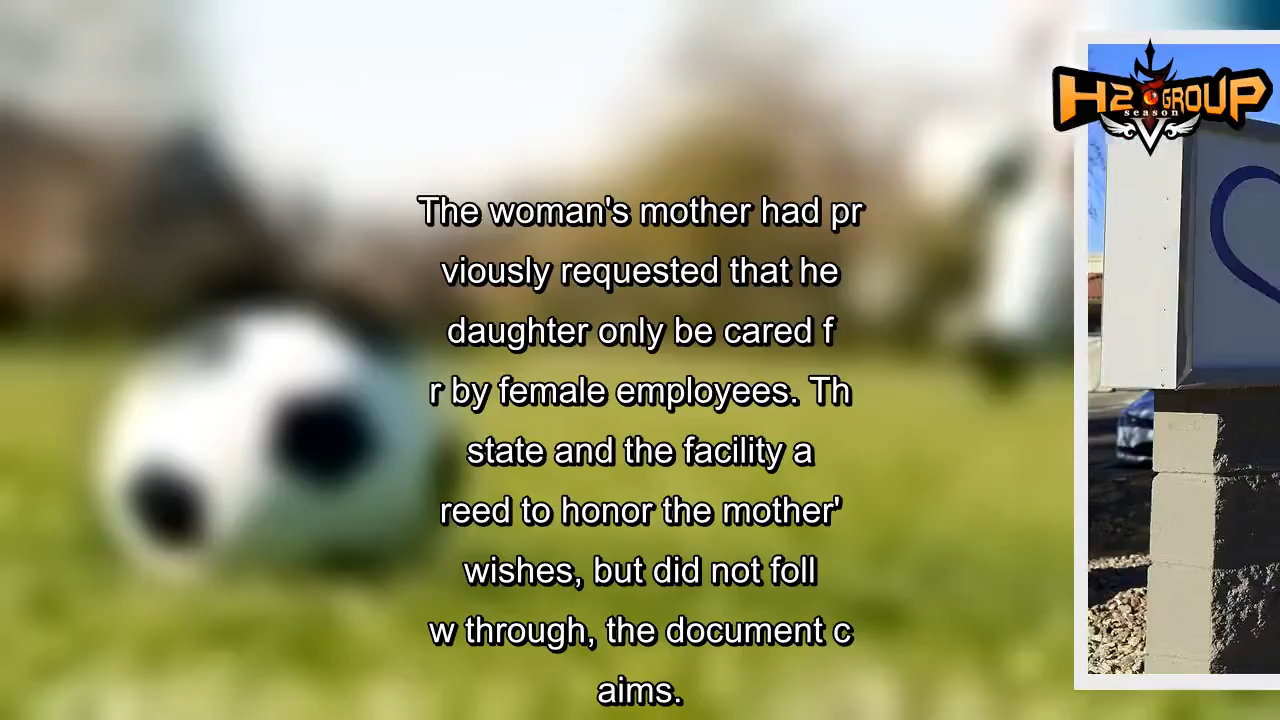 H2 GROUP
season
The woman's mother had pr
viously requested that he
daughter only be cared f
r by female employees. Th
state and the facility a
reed to honor the mother'
wishes, but did not foll
w through, the document c
aims.